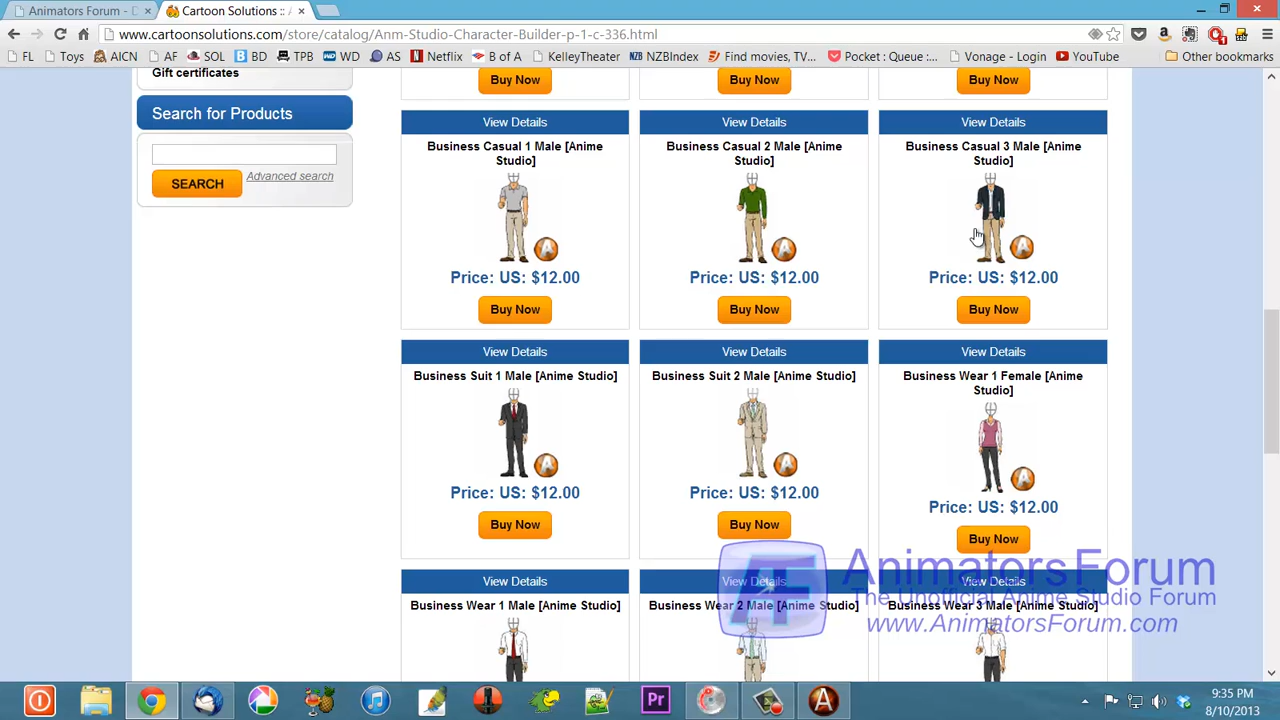 Animators Forum - D
Cartoon Solutions :: A
www.cartoonsolutions.com/store/catalog/Anm-Studio-Character-Builder-p-1-c-336.html
FL Toys AICN AF SOL BD TPB WD AS Netflix B of A KelleyTheater NZBIndex Find movies, TV... Pocket : Queue :... Vonage - Login YouTube Other bookmarks
Gift certificates
Buy Now Buy Now Buy Now
Search for Products
SEARCH Advanced search
View Details View Details View Details
Business Casual 1 Male [Anime Studio]
Business Casual 2 Male [Anime Studio]
Business Casual 3 Male [Anime Studio]
Price: US: $12.00 Price: US: $12.00 Price: US: $12.00
Buy Now Buy Now Buy Now
View Details View Details View Details
Business Suit 1 Male [Anime Studio]
Business Suit 2 Male [Anime Studio]
Business Wear 1 Female [Anime Studio]
Price: US: $12.00 Price: US: $12.00 Price: US: $12.00
Buy Now Buy Now Buy Now
View Details View Details View Details
Business Wear 1 Male [Anime Studio]
Business Wear 2 Male [Anime Studio]
Business Wear 3 Male [Anime Studio]
AF
AnimatorsForum
The Unofficial Anime Studio Forum
www.AnimatorsForum.com
Pr
9:35 PM
8/10/2013